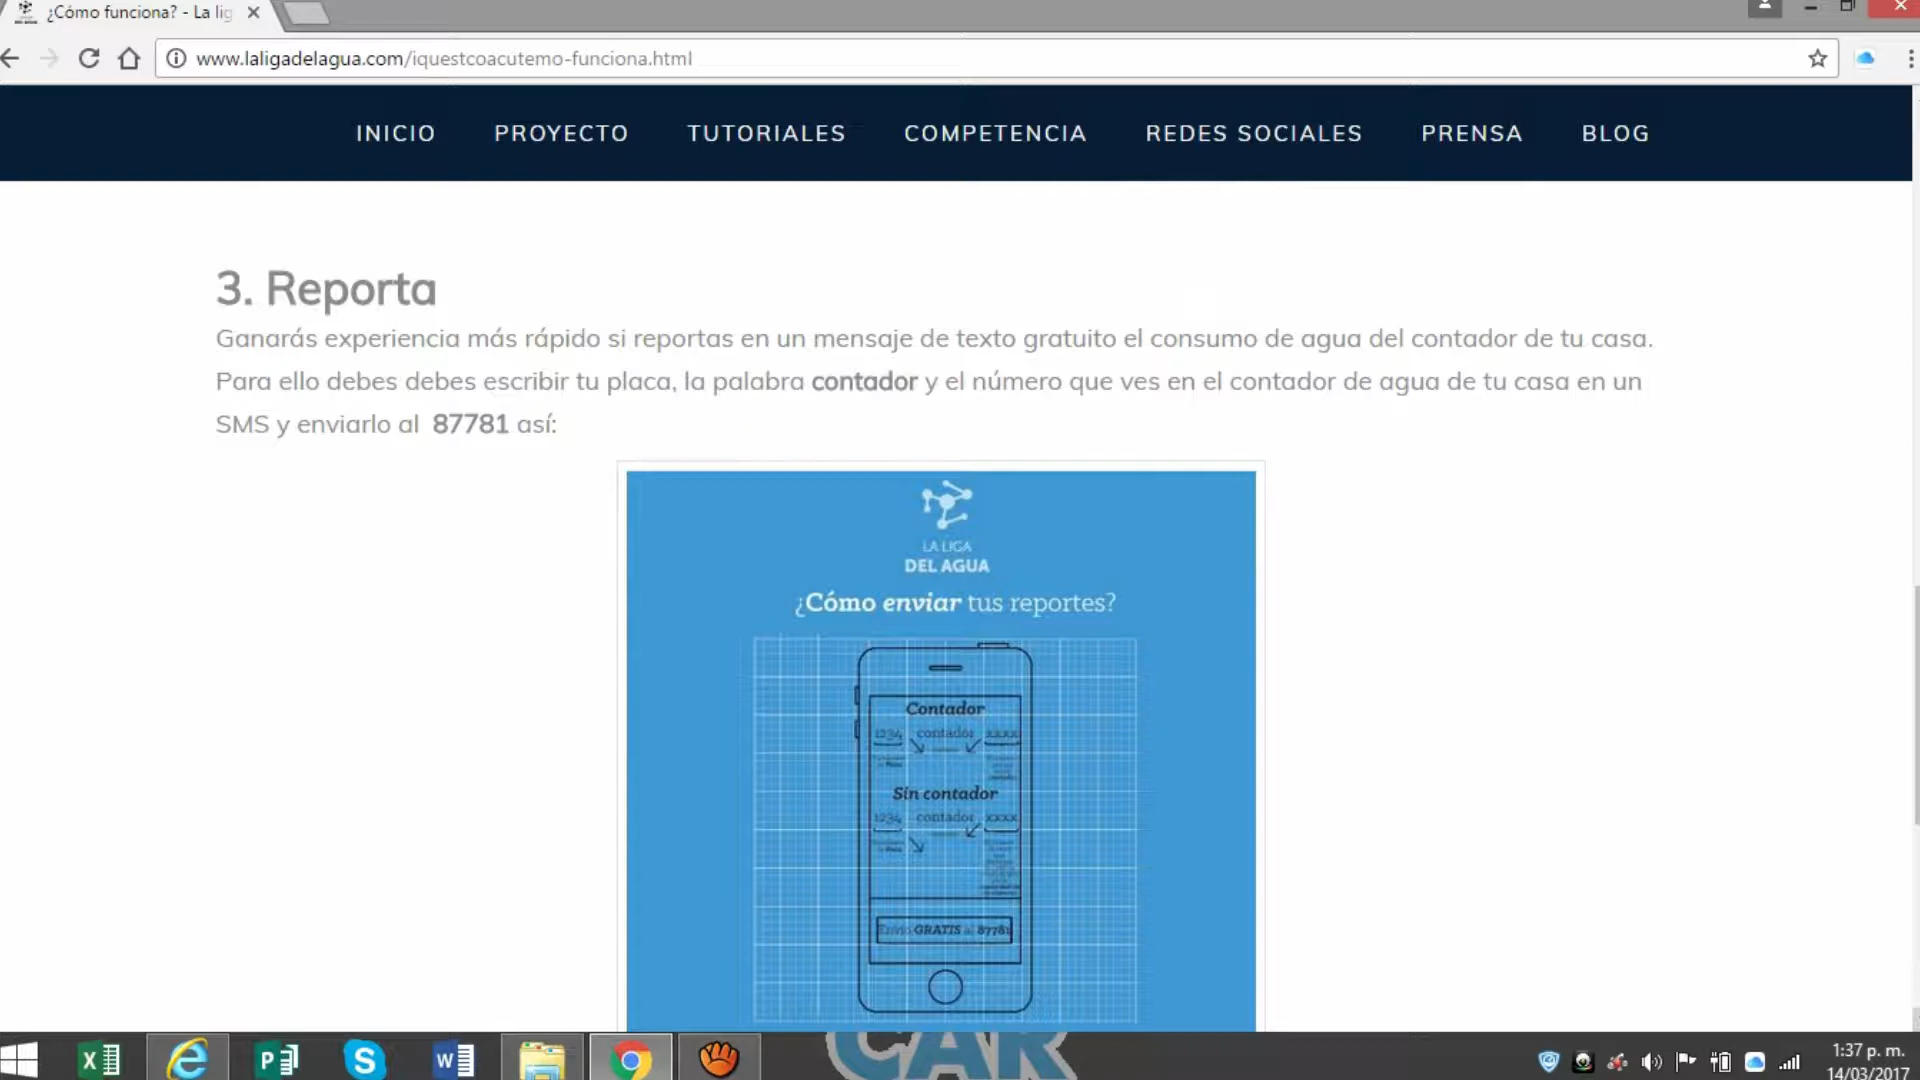 ¿Cómo funciona? - La lig
www.laligadelagua.com/iquestcoacutemo-funciona.html
INICIO PROYECTO TUTORIALES COMPETENCIA REDES SOCIALES PRENSA BLOG
3. Reporta
Ganarás experiencia más rápido si reportas en un mensaje de texto gratuito el consumo de agua del contador de tu casa.
Para ello debes debes escribir tu placa, la palabra contador y el número que ves en el contador de agua de tu casa en un
SMS y enviarlo al 87781 así:
LA LIGA
DEL AGUA
¿Cómo enviar tus reportes?
Contador
1234 contador xxxx
Sin contador
1234 contador xxxx
Envío GRATIS al 87781
CAR
1:37 p. m.
14/03/2017